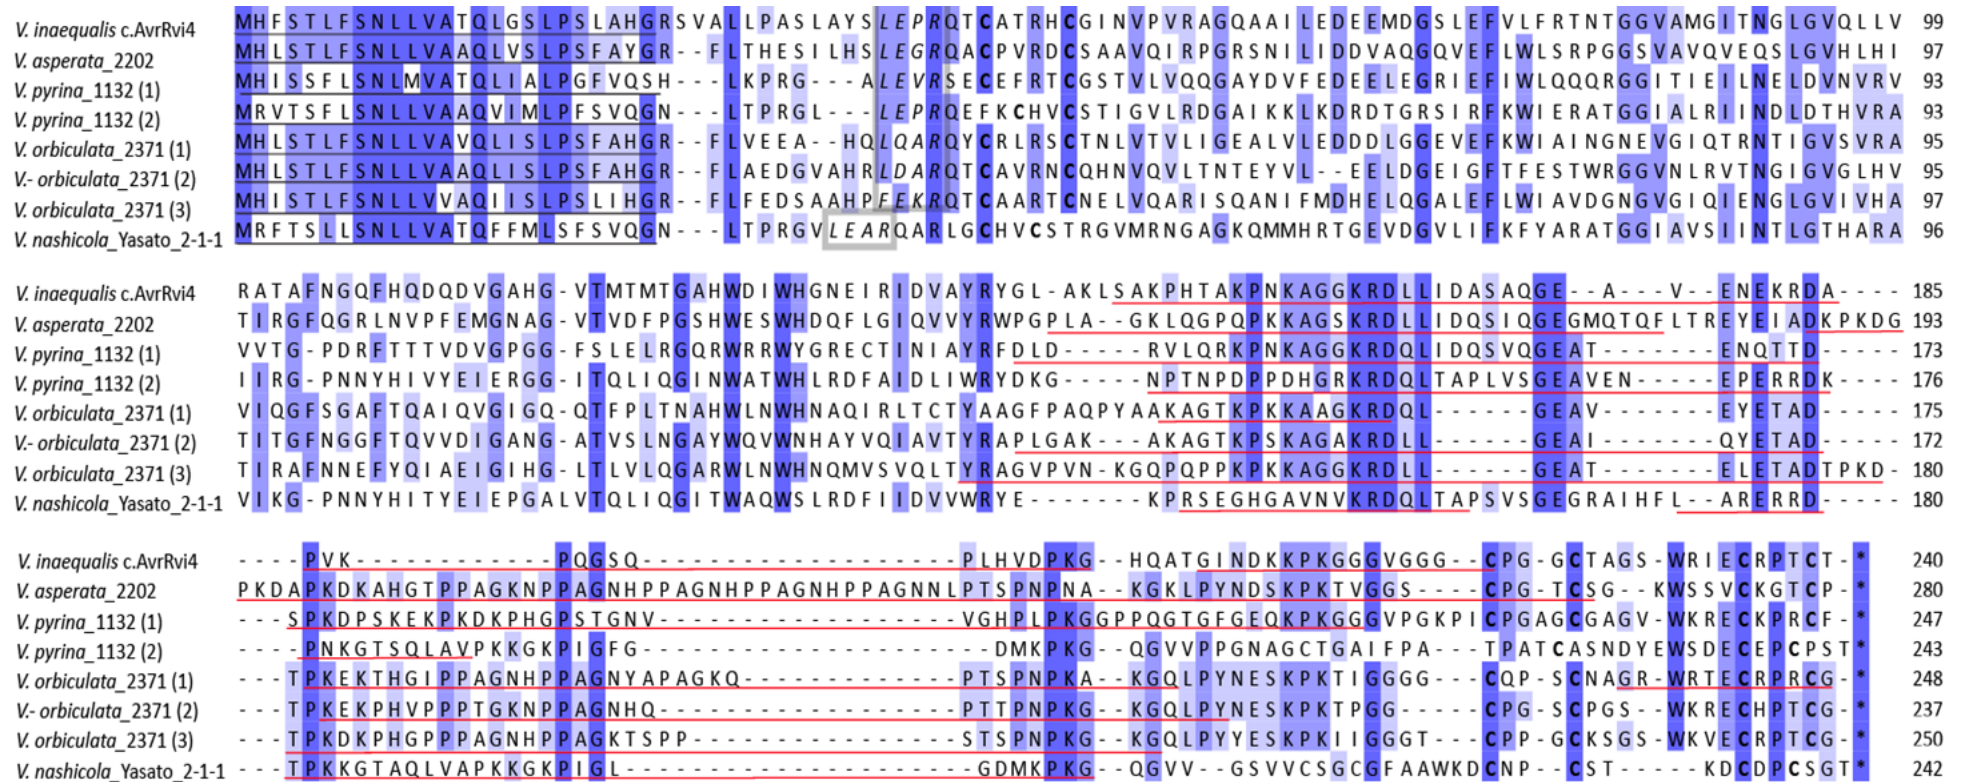 V. inaequalis c.AvrRvi4 MHFSTLFSNLLVATQLGSLPSLAHGRSVALLPASLAYSLEPRQTCATRHCGINVPVRAGQAAILEDEEMDGSLEFVLFRTNTGGVAMGITNGLGVQLLV 99
V. asperata_2202 MHLSTLFSNLLVAAQLVSLPSFAYGR--FLTHESILHSLEGRQACPVRDCSAAVQIRPGRSNILIDDVAQGQVEFLWLSRPGGSVAVQVEQSLGVHLHI 97
V. pyrina_1132 (1) MHISSFLSNLMVATQLIALPGFVQSH---LKPRG---ALEVRSECEFRTCGSTVLVQQGAYDVFEDEELEGRIEFIWLQQQRGGITIEILNELDVNVRV 93
V. pyrina_1132 (2) MRVTSFLSNLLVAAQVIMLPFSVQGN---LTPRGL---LEPRQEFKCHVCSTIGVLRDGAIKKLKDRDTGRSIRFKWIERATGGIALRIINDLDTHVRA 93
V. orbiculata_2371 (1) MHLSTLFSNLLVAVQLISLPSFAHGR--FLVEEA--HQLQARQYCRLRSCTNLVTVLIGEALVLEDDDLGGEVEFKWIAINGNEVGIQTRNTIGVSVRA 95
V.- orbiculata_2371 (2) MHLSTLFSNLLVAAQLISLPSFAHGR--FLAEDGVAHRLDARQTCAVRNCQHNVQVLTNTEYVL--EELDGEIGFTFESTWRGGVNLRVTNGIGVGLHV 95
V. orbiculata_2371 (3) MHISTLFSNLLVVAQIISLPSLIHGR--FLFEDSAAHPFEKRQTCAARTCNELVQARISQANIFMDHELQGALEFLWIAVDGNGVGIQIENGLGVIVHA 97
V. nashicola_Yasato_2-1-1 MRFTSLLSNLLVATQFFMLSFSVQGN---LTPRGVLEARQARLGCHVCSTRGVMRNGAGKQMMHRTGEVDGVLIFKFYARATGGIAVSIINTLGTHARA 96
V. inaequalis c.AvrRvi4 RATAFNGQFHQDQDVGAHG-VTMTMTGAHWDIWHGNEIRIDVAYRYGL-AKLSAKPHTAKPNKAGGKRDLLIDASAQGE--A---V--ENEKRDA---- 185
V. asperata_2202 TIRGFQGRLNVPFEMGNAG-VTVDFPGSHWESWHDQFLGIQVVYRWPGPLA--GKLQGPQPKKAGSKRDLLIDQSIQGEGMQTQFLTREYEIADKPKDG 193
V. pyrina_1132 (1) VVTG-PDRFTTTVDVGPGG-FSLELRGQRWRRWYGRECTINIAYRFDLD-----RVLQRKPNKAGGKRDQLIDQSVQGEAT-------ENQTTD----- 173
V. pyrina_1132 (2) IIRG-PNNYHIVYEIERGG-ITQLIQGINWATWHLRDFAIDLIWRYDKG-----NPTNPDPPDHGRKRDQLTAPLVSGEAVEN-----EPERRDK---- 176
V. orbiculata_2371 (1) VIQGFSGAFTQAIQVGIGQ-QTFPLTNAHWLNWHNAQIRLTCTYAAGFPAQPYAAKAGTKPKKAAGKRDQL------GEAV-------EYETAD----- 175
V.- orbiculata_2371 (2) TITGFNGGFTQVVDIGANG-ATVSLNGAYWQVWNHAYVQIAVTYRAPLGAK---AKAGTKPSKAGAKRDLL------GEAI-------QYETAD----- 172
V. orbiculata_2371 (3) TIRAFNNEFYQIAEIGIHG-LTLVLQGARWLNWHNQMVSVQLTYRAGVPVN-KGQPQPPKPKKAGGKRDLL------GEAT-------ELETADTPKD- 180
V. nashicola_Yasato_2-1-1 VIKG-PNNYHITYEIEPGALVTQLIQGITWAQWSLRDFIIDVVWRYE-------KPRSEGHGAVNVKRDQLTAPSVSGEGRAIHFL--ARERRD----- 180
V. inaequalis c.AvrRvi4 ----PVK------------PQGSQ-------------------PLHVDPKG--HQATGINDKKPKGGGVGGG--CPG-GCTAGS-WRIECRPTCT-* 240
V. asperata_2202 PKDAPKDKAHGTPPAGKNPPAGNHPPAGNHPPAGNHPPAGNNLPTSPNPNA--KGKLPYNDSKPKTVGGS----CPG-TCSG--KWSSVCKGTCP-* 280
V. pyrina_1132 (1) ---SPKDPSKEKPKDKPHGPSTGNV------------------VGHPLPKGGPPQGTGFGEQKPKGGGVPGKPICPGAGCGAGV-WKRECKPRCF-* 247
V. pyrina_1132 (2) ----PNKGTSQLAVPKKGKPIGFG---------------------DMKPKG--QGVVPPGNAGCTGAIFPA---TPATCASNDYEWSDECEPCPST* 243
V. orbiculata_2371 (1) ---TPKEKTHGIPPAGNHPPAGNYAPAGKQ-------------PTSPNPKA--KGQLPYNESKPKTIGGGG---CQP-SCNAGR-WRTECRPRCG-* 248
V.- orbiculata_2371 (2) ---TPKEKPHVPPPTGKNPPAGNHQ------------------PTTPNPKG--KGQLPYNESKPKTPGG-----CPG-SCPGS--WKRECHPTCG-* 237
V. orbiculata_2371 (3) ---TPKDKPHGPPPAGNHPPAGKTSPP----------------STSPNPKG--KGQLPYYESKPKIIGGGT---CPP-GCKSGS-WKVECRPTCG-* 250
V. nashicola_Yasato_2-1-1 ---TPKKGTAQLVAPKKGKPIGL---------------------GDMKPKG--QGVV--GSVVCSGCGFAAWKDCNP--CST----KDCDPCSGT* 242